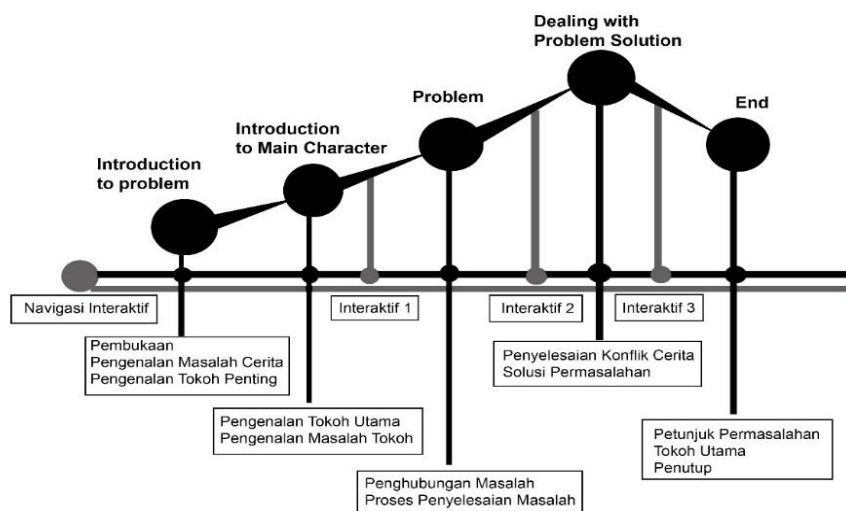 Dealing with
Problem Solution
Problem
End
Introduction
to Main Character
Introduction
to problem
Navigasi Interaktif
Interaktif 1
Interaktif 2
Interaktif 3
Pembukaan
Pengenalan Masalah Cerita
Pengenalan Tokoh Penting
Penyelesaian Konflik Cerita
Solusi Permasalahan
Pengenalan Tokoh Utama
Pengenalan Masalah Tokoh
Petunjuk Permasalahan
Tokoh Utama
Penutup
Penghubungan Masalah
Proses Penyelesaian Masalah